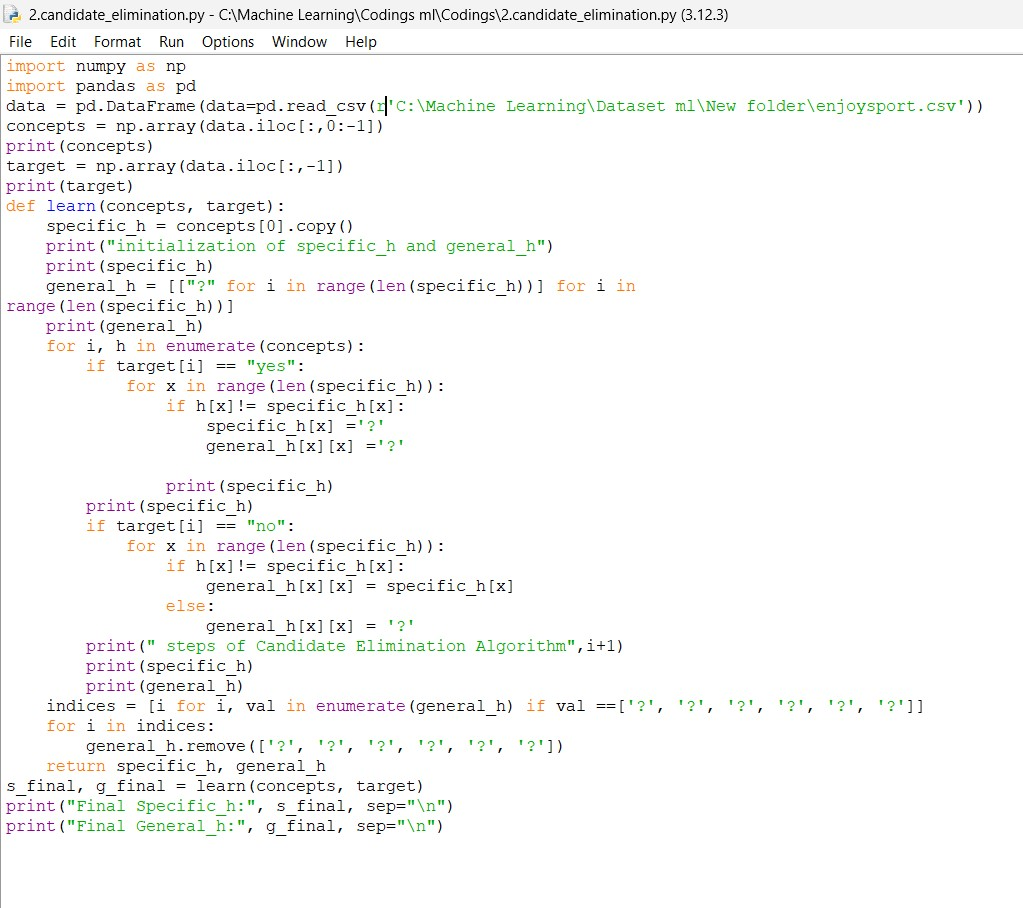 2.candidate_elimination.py - C:\Machine Learning\Codings ml\Codings\2.candidate_elimination.py (3.12.3)
File Edit Format Run Options Window Help
import numpy as np
import pandas as pd
data = pd.DataFrame(data=pd.read_csv(r'C:\Machine Learning\Dataset ml\New folder\enjoysport.csv'))
concepts = np.array(data.iloc[:,0:-1])
print(concepts)
target = np.array(data.iloc[:,-1])
print(target)
def learn(concepts, target):
    specific_h = concepts[0].copy()
    print("initialization of specific_h and general_h")
    print(specific_h)
    general_h = [["?" for i in range(len(specific_h))] for i in
range(len(specific_h))]
    print(general_h)
    for i, h in enumerate(concepts):
        if target[i] == "yes":
            for x in range(len(specific_h)):
                if h[x]!= specific_h[x]:
                    specific_h[x] ='?'
                    general_h[x][x] ='?'

                print(specific_h)
        print(specific_h)
        if target[i] == "no":
            for x in range(len(specific_h)):
                if h[x]!= specific_h[x]:
                    general_h[x][x] = specific_h[x]
                else:
                    general_h[x][x] = '?'
        print(" steps of Candidate Elimination Algorithm",i+1)
        print(specific_h)
        print(general_h)
    indices = [i for i, val in enumerate(general_h) if val ==['?', '?', '?', '?', '?', '?']]
    for i in indices:
        general_h.remove(['?', '?', '?', '?', '?', '?'])
    return specific_h, general_h
s_final, g_final = learn(concepts, target)
print("Final Specific_h:", s_final, sep="\n")
print("Final General_h:", g_final, sep="\n")